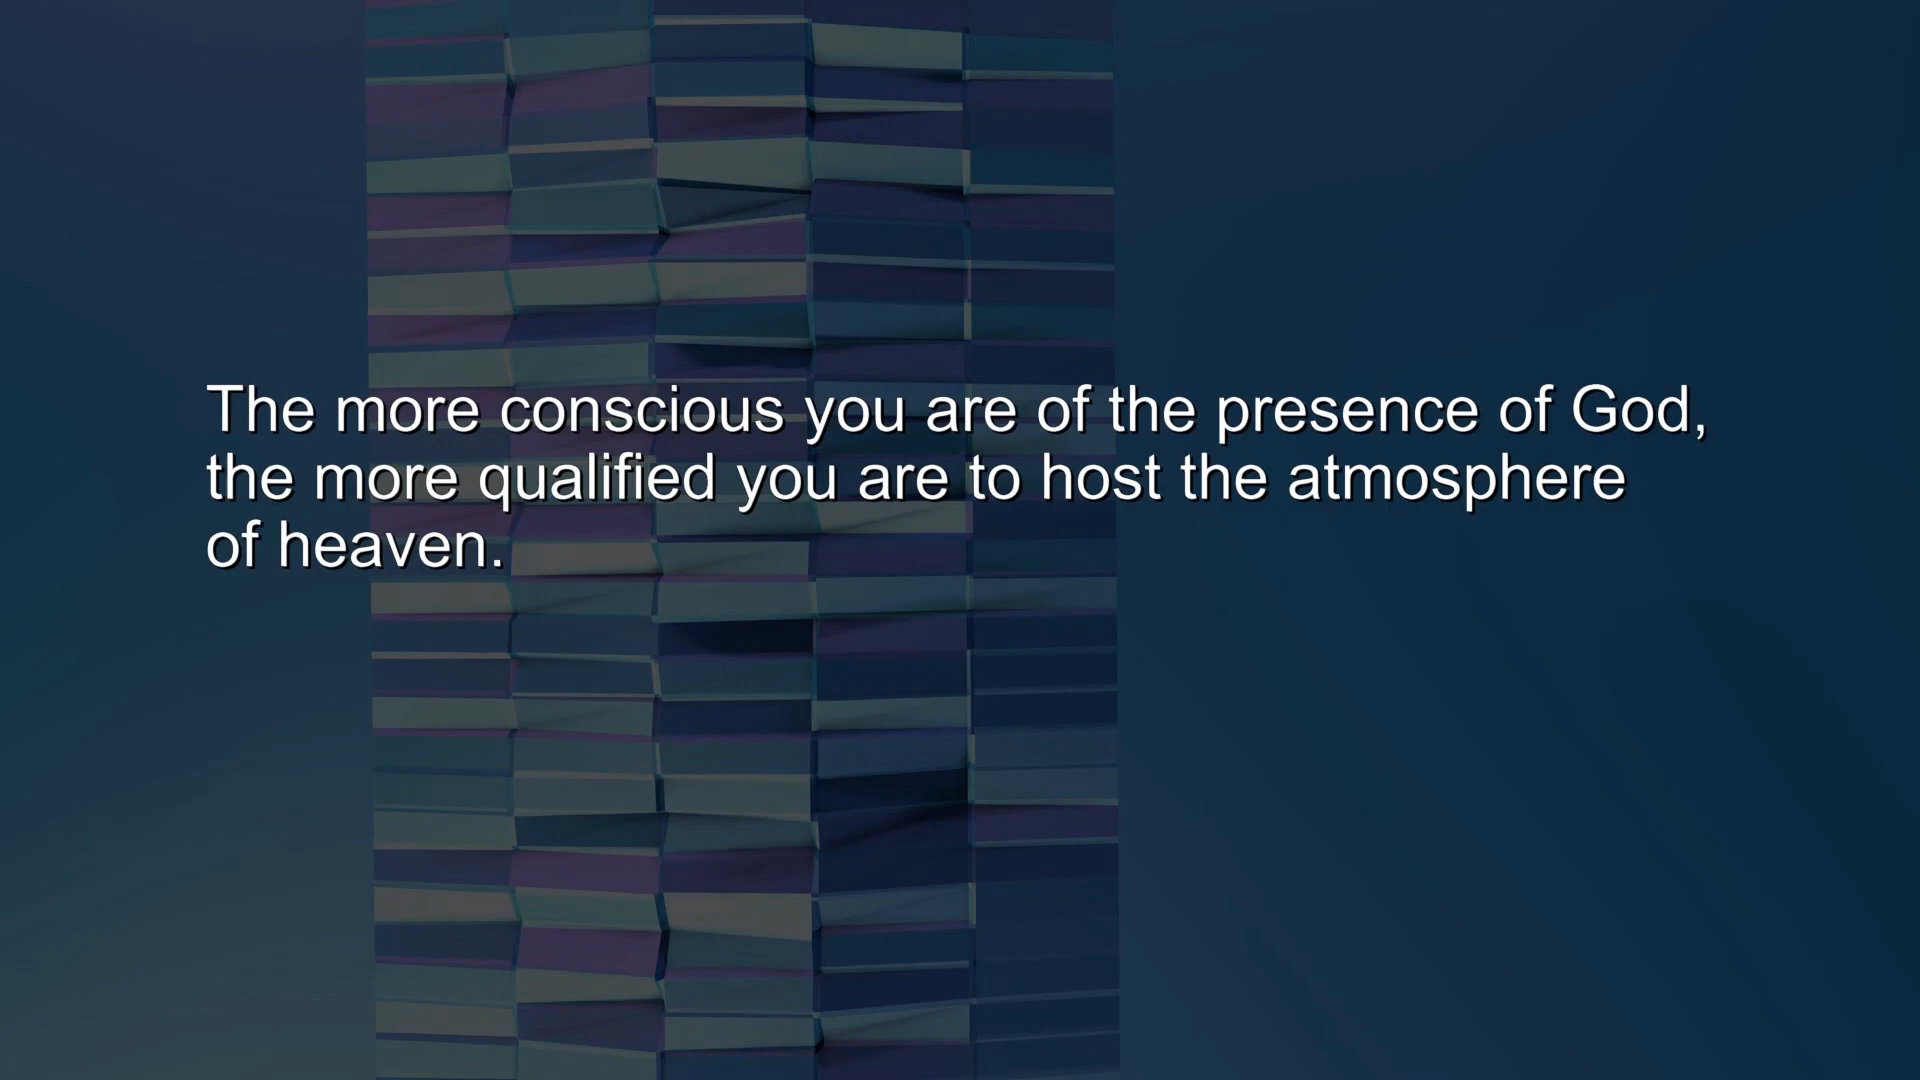 The more conscious you are of the presence of God,
the more qualified you are to host the atmosphere
of heaven.